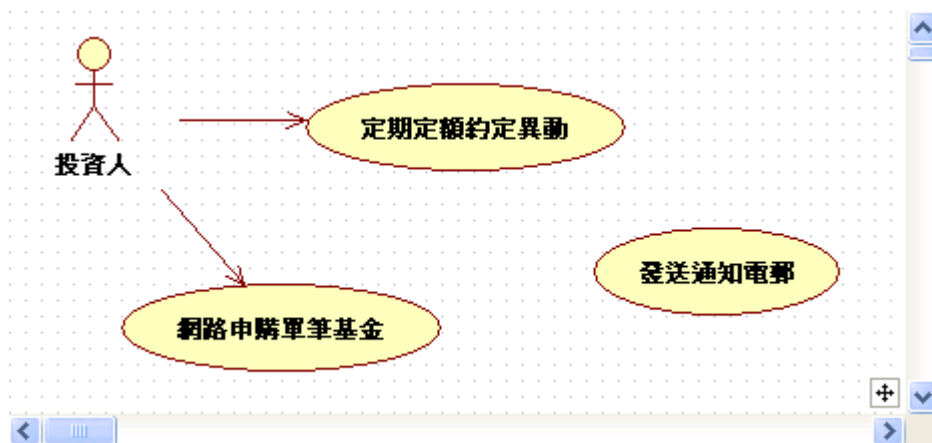 定期定額約定異動
投資人
發送通知電郵
網路申購單筆基金